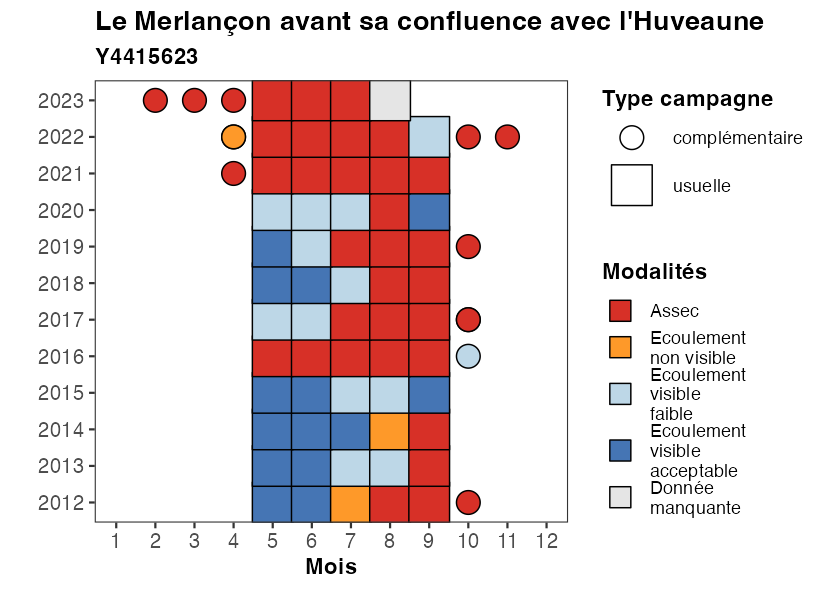 Le Merlançon avant sa confluence avec l'Huveaune
Y4415623
2023
2022
2021
2020
2019
2018
2017
2016
2015
2014
2013
2012
1 2 3 4 5 6 7 8 9 10 11 12
Mois
Type campagne
complémentaire
usuelle
Modalités
Assec
Ecoulement
non visible
Ecoulement
visible
faible
Ecoulement
visible
acceptable
Donnée
manquante